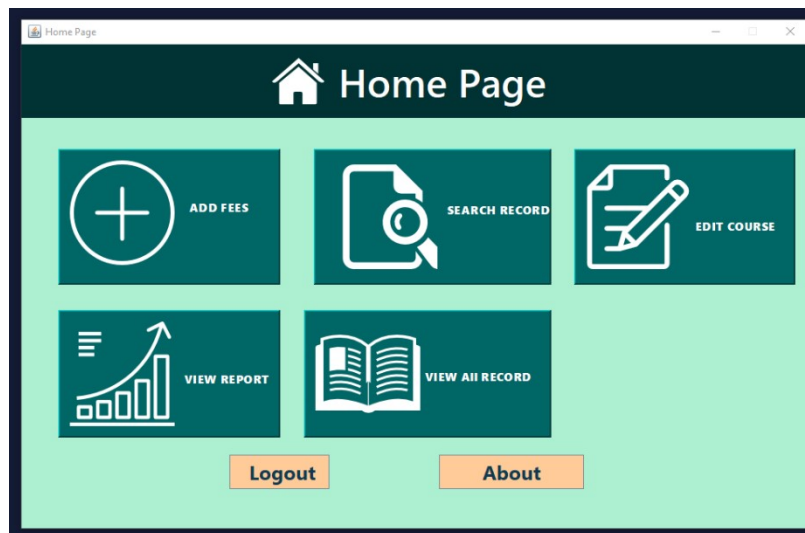 Home Page
Home Page
ADD FEES
SEARCH RECORD
EDIT COURSE
VIEW REPORT
VIEW All RECORD
Logout
About